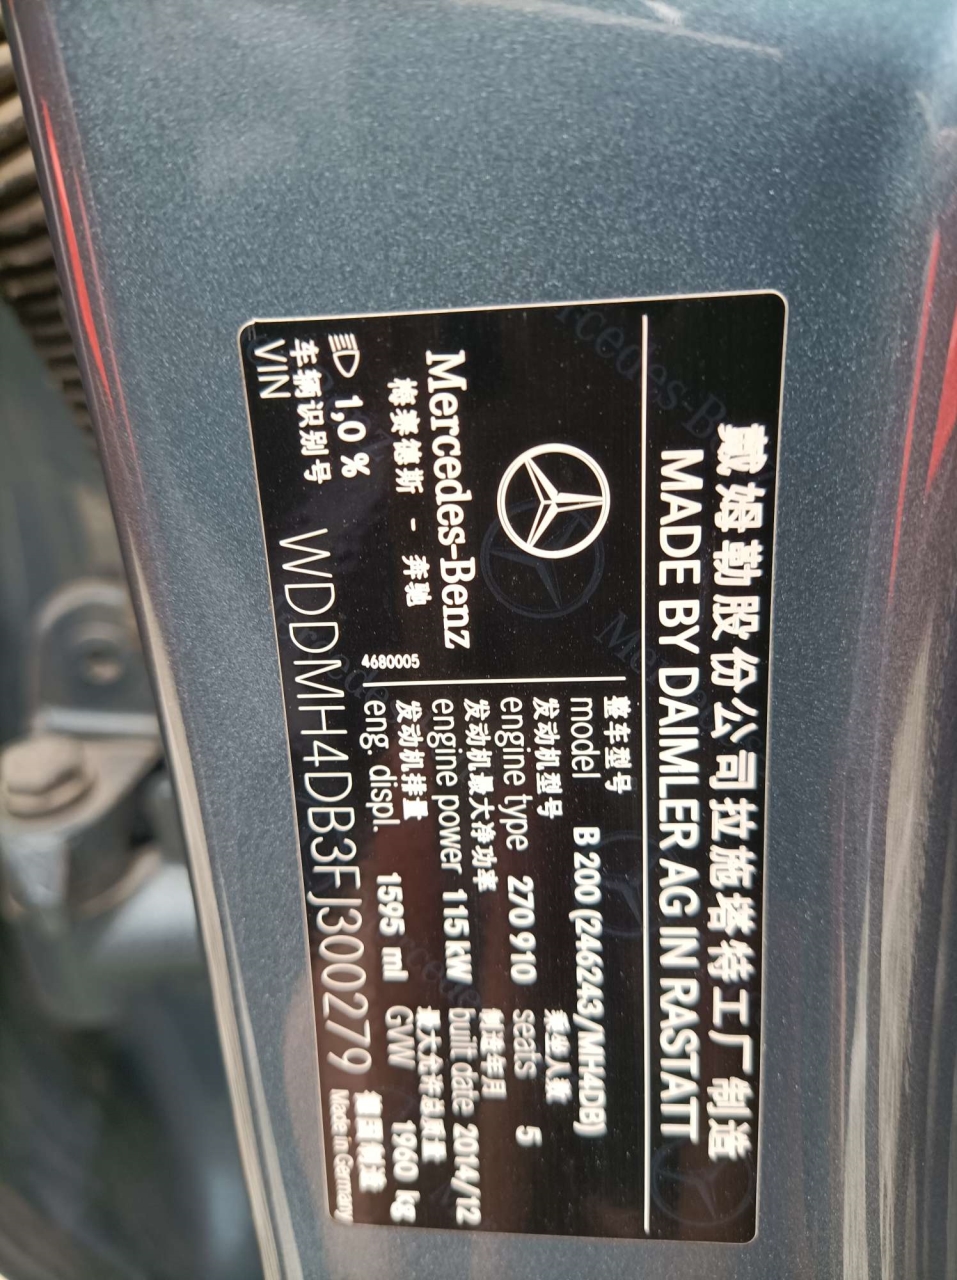 戴姆勒股份公司拉施塔特工厂制造
MADE BY DAIMLER AG IN RASTATT
Mercedes-Benz
梅赛德斯 - 奔驰
4680005
整车型号
model B 200 (246243/MH4DB)
发动机型号 乘坐人数
engine type 270 910 seats 5
发动机最大净功率 制造年月
engine power 115 kW built date 2014/12
发动机排量 最大允许总质量
eng. displ. 1595 ml GVW 1960 kg
1,0 %
车辆识别号 德国制造
VIN WDDMH4DB3FJ300279 Made in Germany